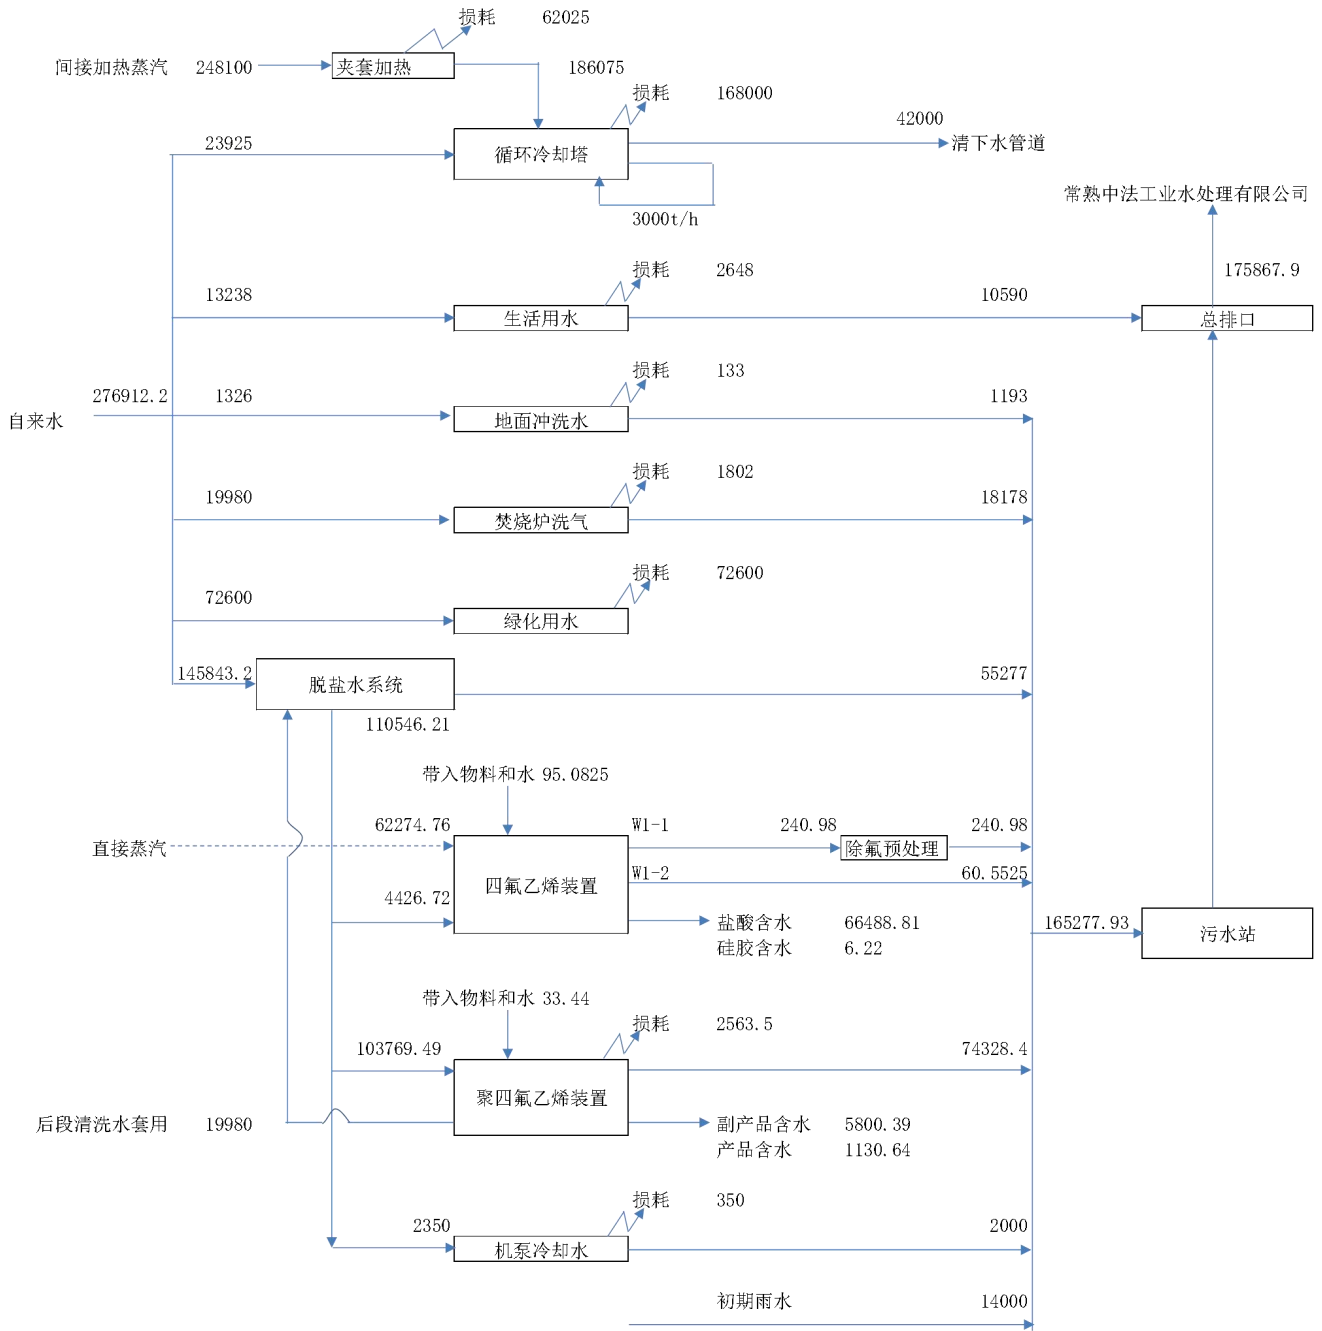 损耗 62025
间接加热蒸汽 248100 夹套加热
186075
损耗 168000
42000
23925 循环冷却塔 清下水管道
3000t/h
常熟中法工业水处理有限公司
损耗 2648 175867.9
13238 10590
生活用水 总排口
损耗 133
276912.2 1326 1193
自来水 地面冲洗水
损耗 1802
19980 18178
焚烧炉洗气
损耗 72600
72600
绿化用水
145843.2 脱盐水系统 55277
110546.21
带入物料和水 95.0825
62274.76 W1-1 240.98 240.98
直接蒸汽 除氟预处理
W1-2 60.5525
四氟乙烯装置
4426.72
盐酸含水 66488.81 165277.93 污水站
硅胶含水 6.22
带入物料和水 33.44
损耗 2563.5
103769.49 74328.4
聚四氟乙烯装置
后段清洗水套用 19980 副产品含水 5800.39
产品含水 1130.64
损耗 350
2350 2000
机泵冷却水
初期雨水 14000